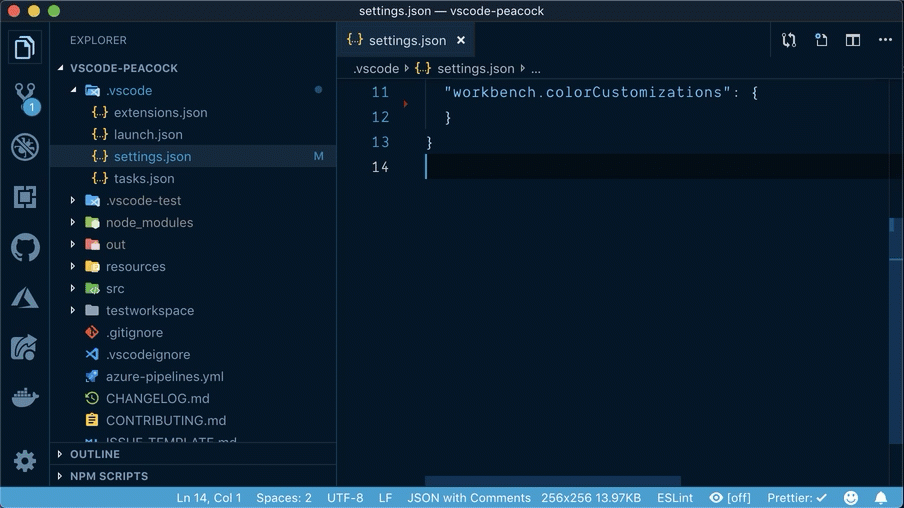 settings.json — vscode-peacock
EXPLORER
VSCODE-PEACOCK
.vscode
extensions.json
launch.json
settings.json M
tasks.json
.vscode-test
node_modules
out
resources
src
testworkspace
.gitignore
.vscodeignore
azure-pipelines.yml
CHANGELOG.md
CONTRIBUTING.md
ISSUE_TEMPLATE.md
OUTLINE
NPM SCRIPTS
1
{..} settings.json ×
.vscode {..} settings.json ...
11 "workbench.colorCustomizations": {
12 }
13 }
14
Ln 14, Col 1 Spaces: 2 UTF-8 LF JSON with Comments 256x256 13.97KB ESLint [off] Prettier: ✓